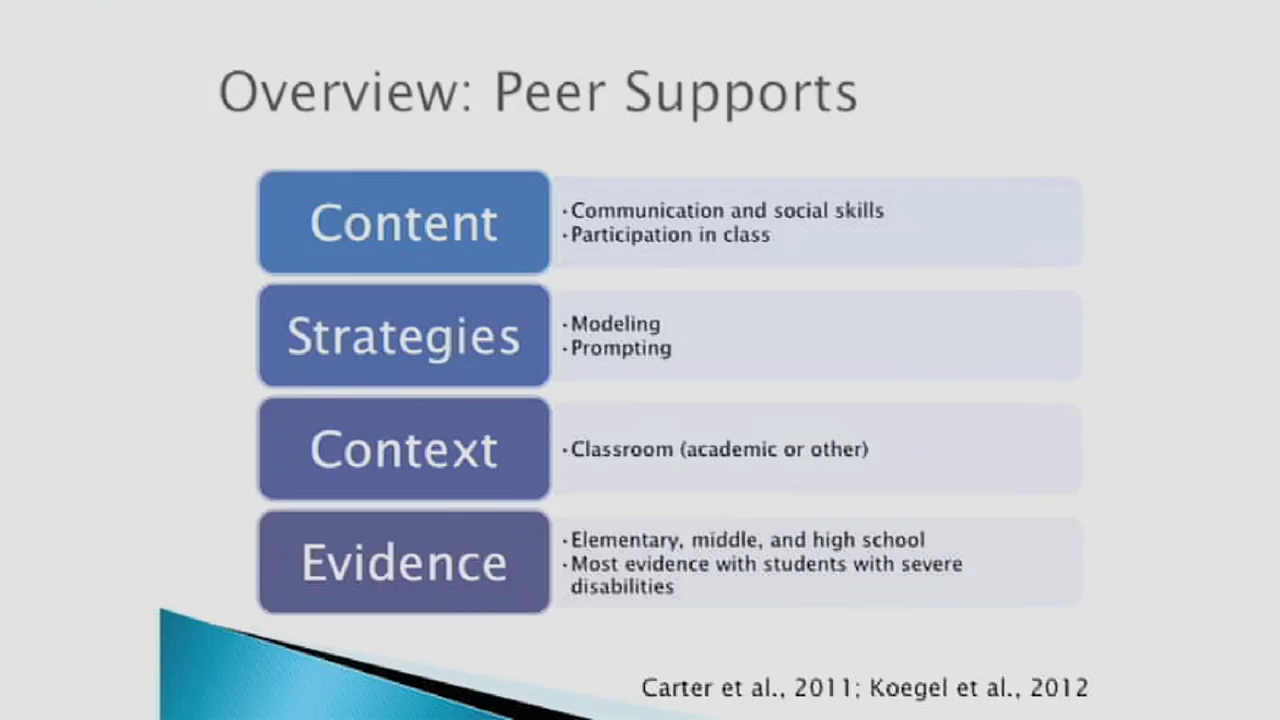 Overview: Peer Supports
Content
·Communication and social skills
·Participation in class
Strategies
·Modeling
·Prompting
Context
·Classroom (academic or other)
Evidence
·Elementary, middle, and high school
·Most evidence with students with severe
disabilities
Carter et al., 2011; Koegel et al., 2012